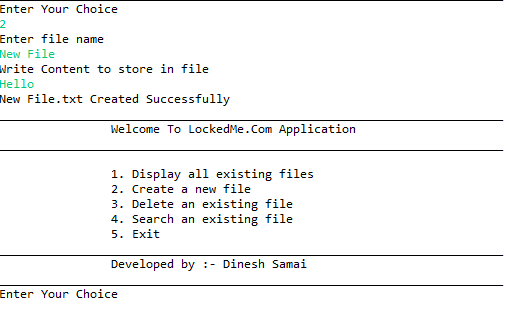 Enter Your Choice
2
Enter file name
New File
Write Content to store in file
Hello
New File.txt Created Successfully
Welcome To LockedMe.Com Application
1. Display all existing files
2. Create a new file
3. Delete an existing file
4. Search an existing file
5. Exit
Developed by :- Dinesh Samai
Enter Your Choice